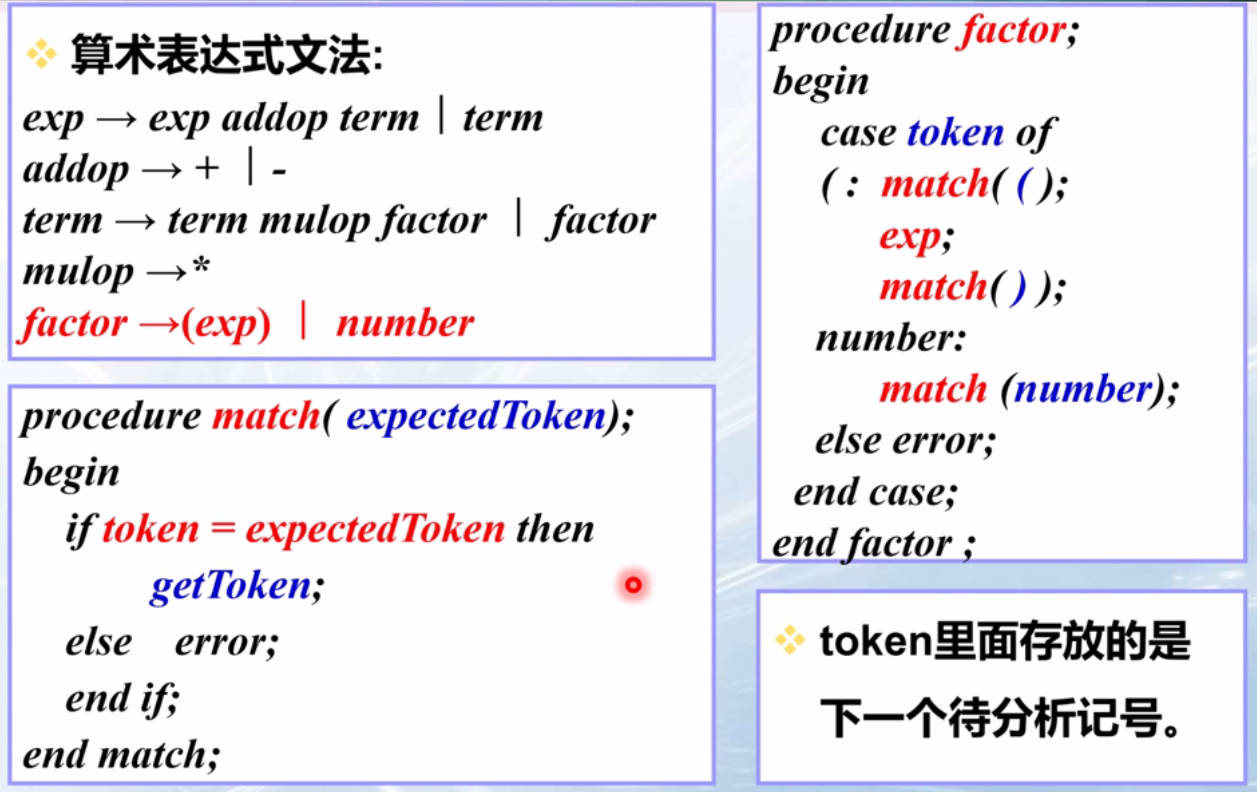 算术表达式文法:
exp → exp addop term | term
addop → + | -
term → term mulop factor | factor
mulop →*
factor →(exp) | number
procedure match( expectedToken);
begin
if token = expectedToken then
getToken;
else error;
end if;
end match;
procedure factor;
begin
case token of
( : match( ( );
exp;
match( ) );
number:
match (number);
else error;
end case;
end factor ;
token里面存放的是
下一个待分析记号。